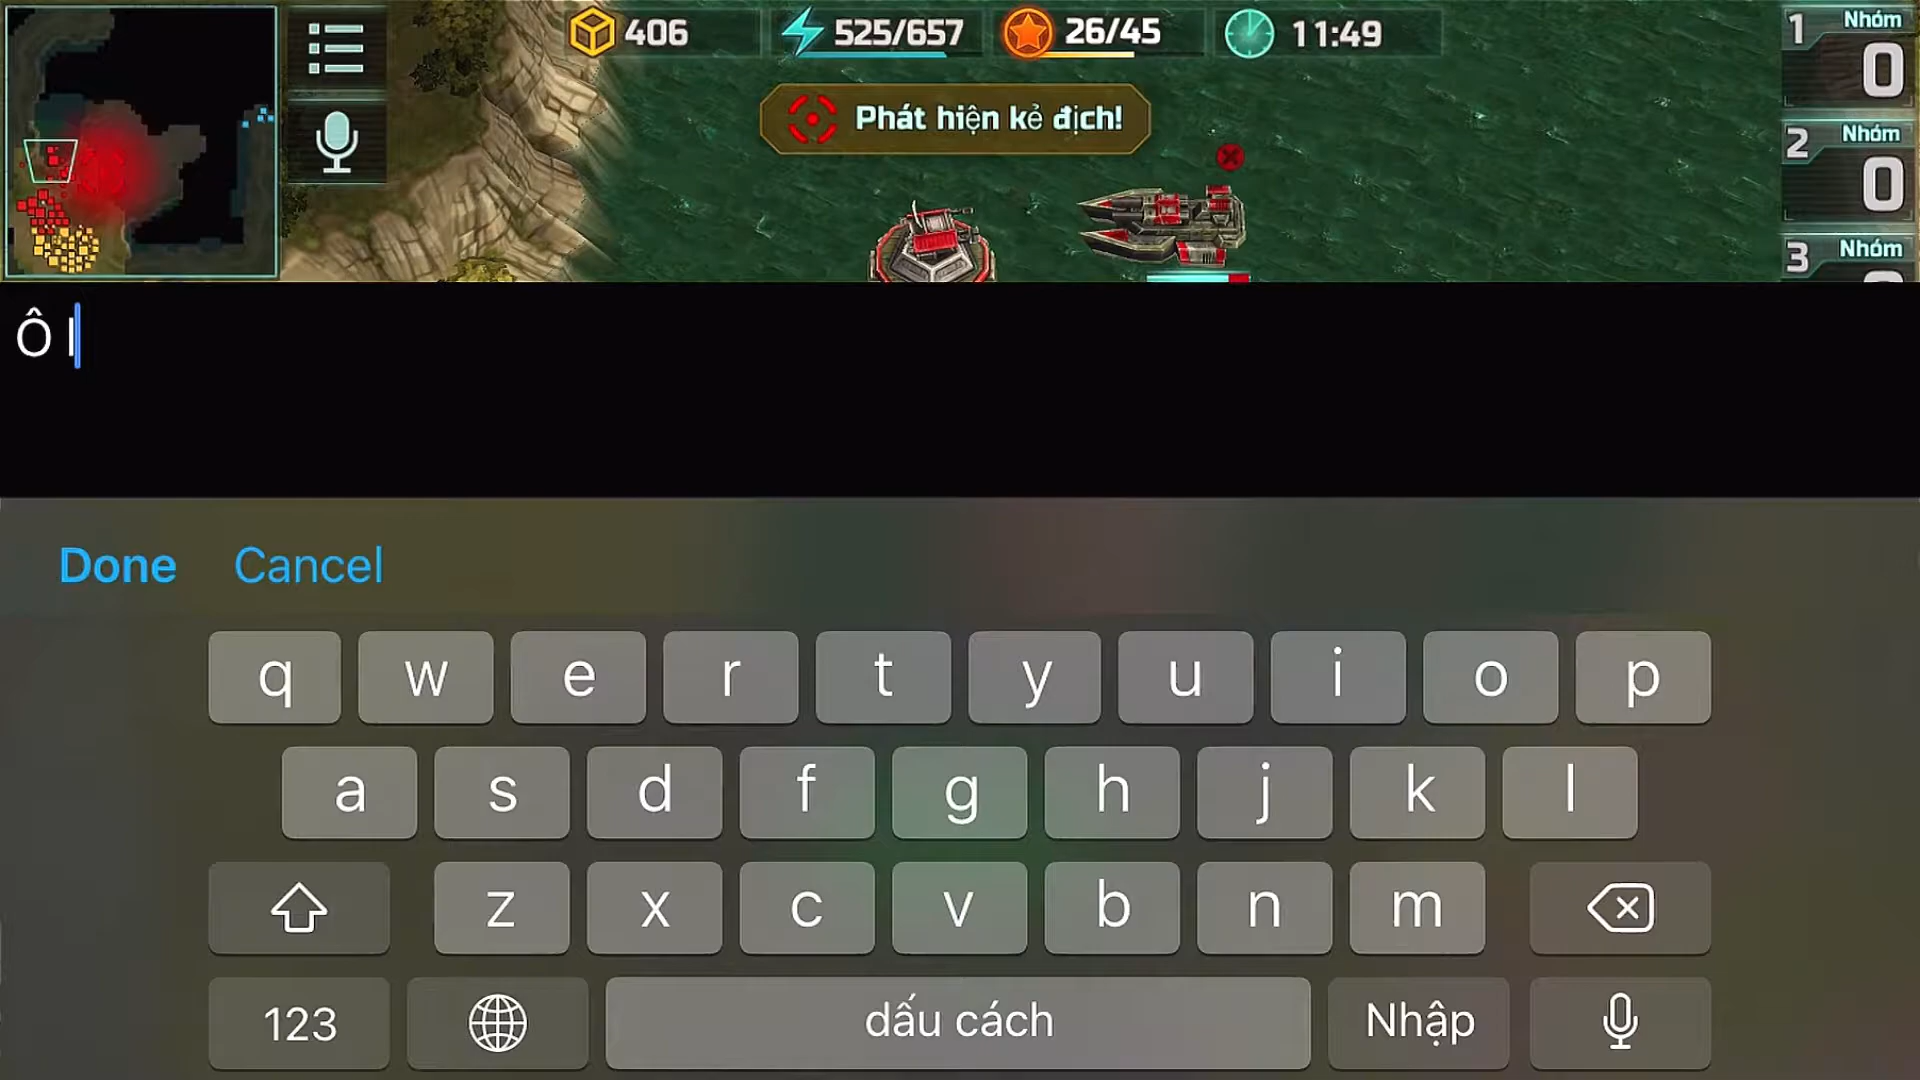 406
525/657
26/45
11:49
Phát hiện kẻ địch!
1 Nhóm
0
2 Nhóm
0
3 Nhóm
Ô l
Done Cancel
q w e r t y u i o p
a s d f g h j k l
z x c v b n m
123 dấu cách Nhập